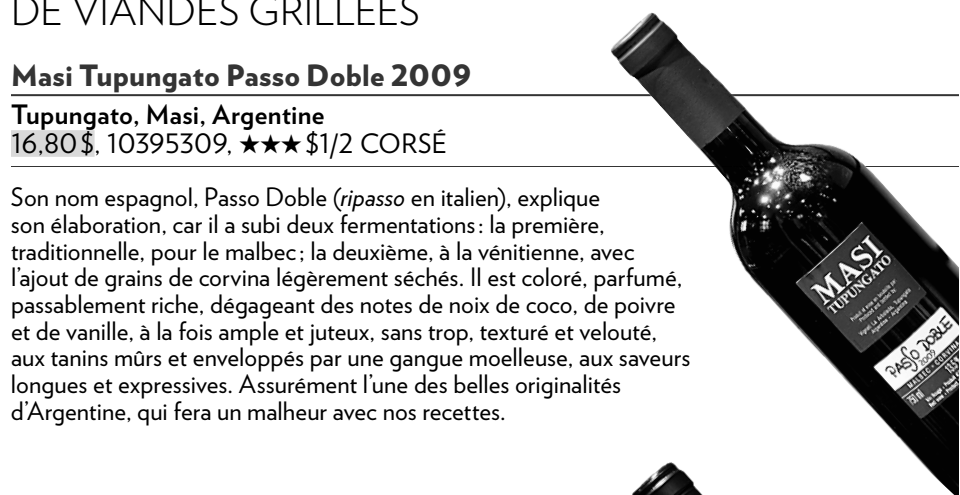 DE VIANDES GRILLÉES
Masi Tupungato Passo Doble 2009
Tupungato, Masi, Argentine
16,80 $, 10395309, ★★★ $1/2 CORSÉ
Son nom espagnol, Passo Doble (ripasso en italien), explique
son élaboration, car il a subi deux fermentations : la première,
traditionnelle, pour le malbec ; la deuxième, à la vénitienne, avec
l’ajout de grains de corvina légèrement séchés. Il est coloré, parfumé,
passablement riche, dégageant des notes de noix de coco, de poivre
et de vanille, à la fois ample et juteux, sans trop, texturé et velouté,
aux tanins mûrs et enveloppés par une gangue moelleuse, aux saveurs
longues et expressives. Assurément l’une des belles originalités
d’Argentine, qui fera un malheur avec nos recettes.
MASI
TUPUNGATO
PASSO DOBLE
2009
MALBEC - CORVINA
750 ml